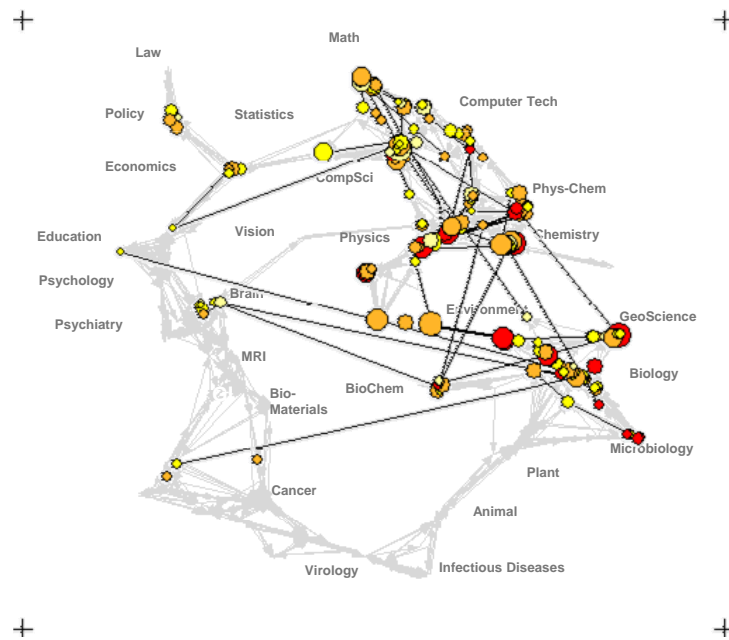 Math
Law
Computer Tech
Policy
Statistics
Economics
CompSci
Phys-Chem
Vision
Education
Physics
Chemistry
Psychology
Brain
Environment
GeoScience
Psychiatry
MRI
Biology
BioChem
Bio-
Materials
Microbiology
Plant
Cancer
Animal
Virology
Infectious Diseases